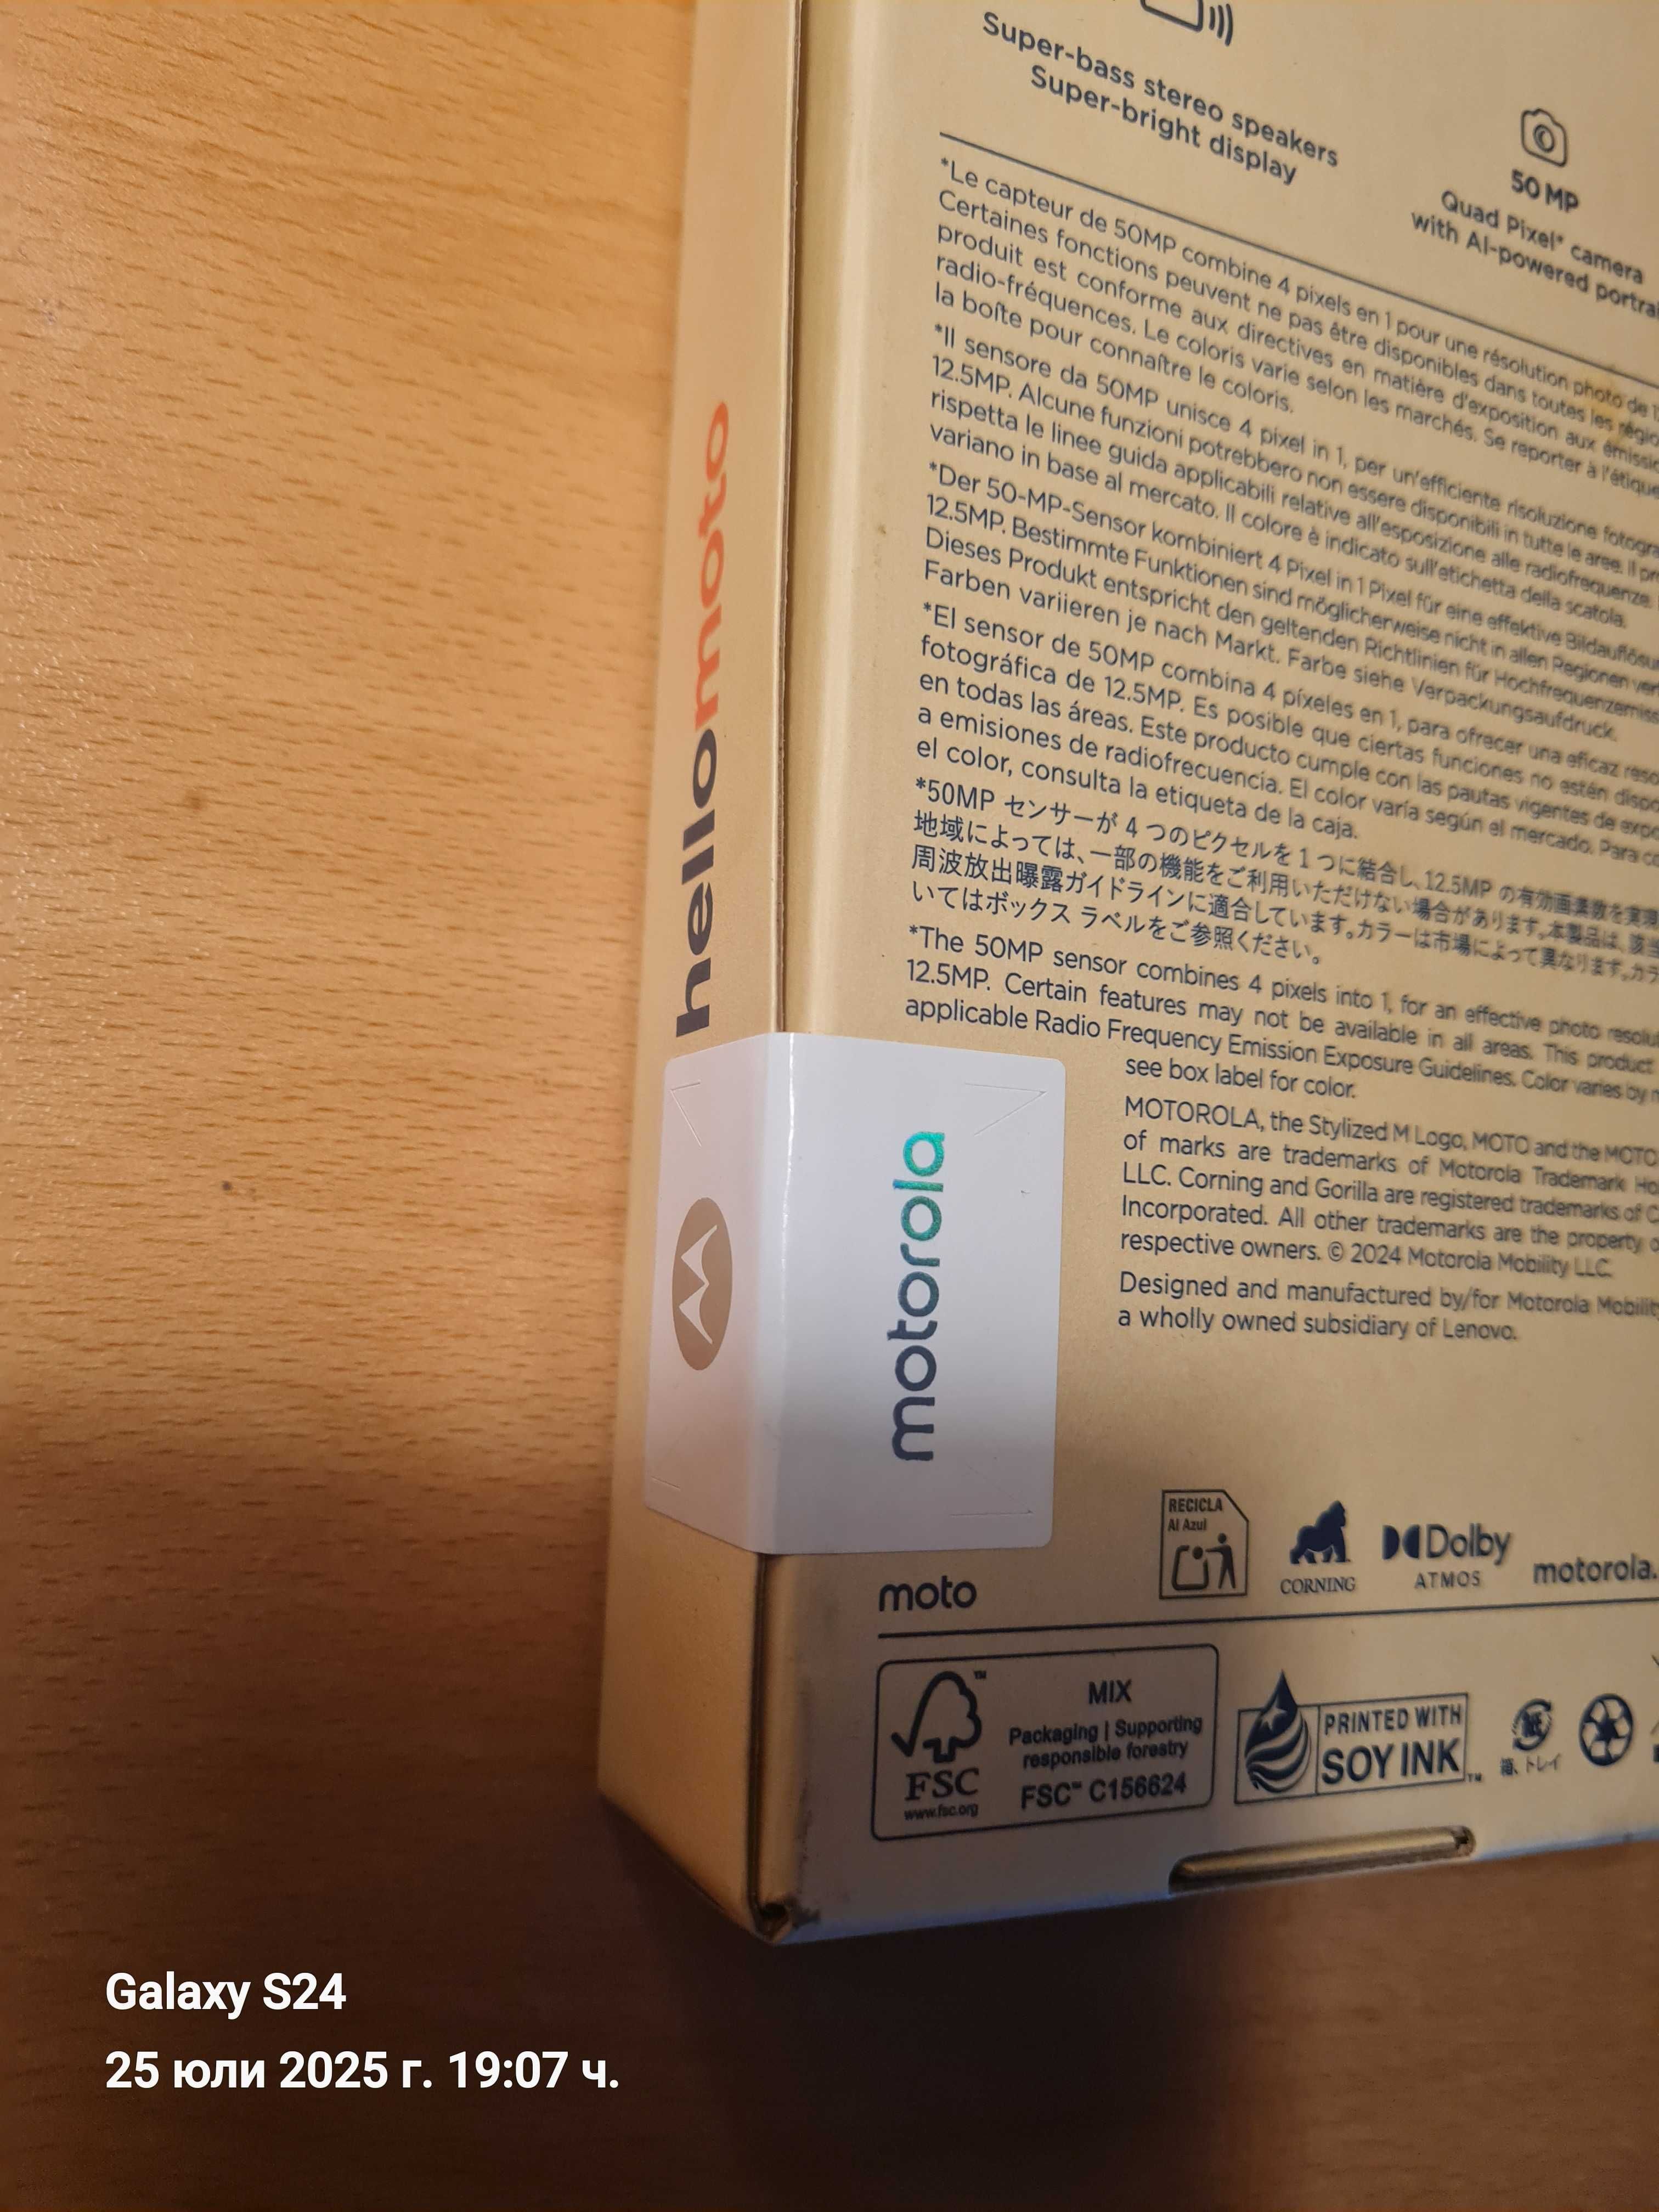 Super-bass stereo speakers
Super-bright display
50 MP
Quad Pixel* camera
with AI-powered
*Le capteur de 50MP combine 4 pixels en 1 pour une résolution photo de
Certaines fonctions peuvent ne pas être disponibles dans toutes les
produit est conforme aux directives en matière d'exposition aux
radio-fréquences. Le coloris varie selon les marchés. Se reporter à
la boîte pour connaître le coloris.
*Il sensore da 50MP unisce 4 pixel in 1, per un'efficiente risoluzione
12.5MP. Alcune funzioni potrebbero non essere disponibili in tutte le aree. Il
rispetta le linee guida applicabili relative all'esposizione alle radiofrequenze.
variano in base al mercato. Il colore è indicato sull'etichetta della scatola.
*Der 50-MP-Sensor kombiniert 4 Pixel in 1 Pixel für eine effektive
12.5MP. Bestimmte Funktionen sind möglicherweise nicht in allen Regionen
Dieses Produkt entspricht den geltenden Richtlinien für
Farben variieren je nach Markt. Farbe siehe Verpackungsaufdruck.
*El sensor de 50MP combina 4 píxeles en 1, para ofrecer una eficaz
fotográfica de 12.5MP. Es posible que ciertas funciones no estén
en todas las áreas. Este producto cumple con las pautas vigentes de
a emisiones de radiofrecuencia. El color varía según el mercado. Para
el color, consulta la etiqueta de la caja.
*50MP センサーが 4 つのピクセルを 1 つに結合し、12.5MP の有効画素数を実現
地域によっては、一部の機能をご利用いただけない場合があります。本製品は、
周波放出曝露ガイドラインに適合しています。カラーは市場によって異なります。
いてはボックス ラベルをご参照ください。
*The 50MP sensor combines 4 pixels into 1, for an effective photo
12.5MP. Certain features may not be available in all areas. This product
applicable Radio Frequency Emission Exposure Guidelines. Color varies by
see box label for color.
MOTOROLA, the Stylized M Logo, MOTO and the
of marks are trademarks of Motorola Trademark
LLC. Corning and Gorilla are registered trademarks of
Incorporated. All other trademarks are the property
respective owners. © 2024 Motorola Mobility LLC.
Designed and manufactured by/for Motorola
a wholly owned subsidiary of Lenovo.
hellomoto
motorola
RECICLA
Al Azul
CORNING
Dolby
ATMOS
motorola.
moto
FSC™
www.fsc.org
MIX
Packaging | Supporting
responsible forestry
FSC™ C156624
PRINTED WITH
SOY INK™
紙
箱、トレイ
Galaxy S24
25 юли 2025 г. 19:07 ч.